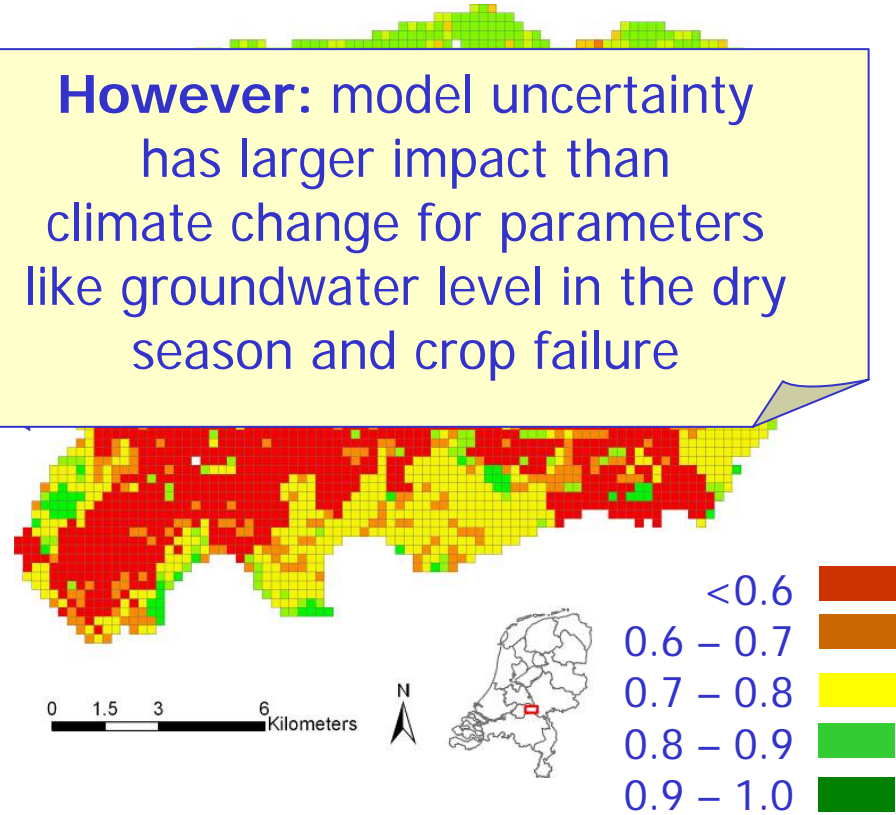 However: model uncertainty
has larger impact than
climate change for parameters
like groundwater level in the dry
season and crop failure
<0.6
0.6 – 0.7
0.7 – 0.8
0.8 – 0.9
0.9 – 1.0
N
0 1.5 3 6
Kilometers